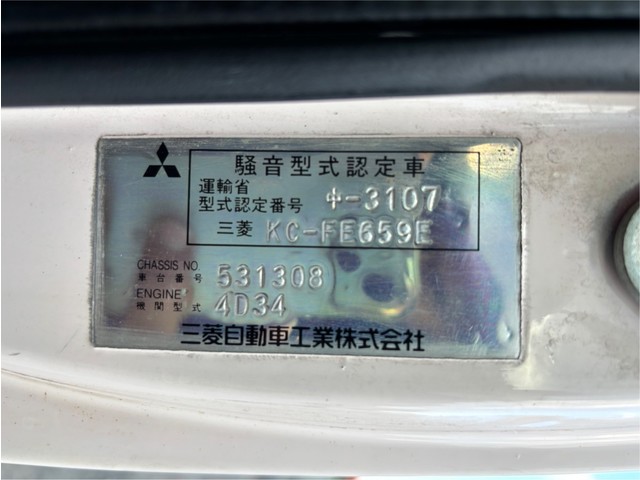 騒音型式認定車
運輸省
型式認定番号 中-3107
三菱 KC-FE659E
CHASSIS NO
車台番号 531308
ENGINE
機関型式 4D34
三菱自動車工業株式会社